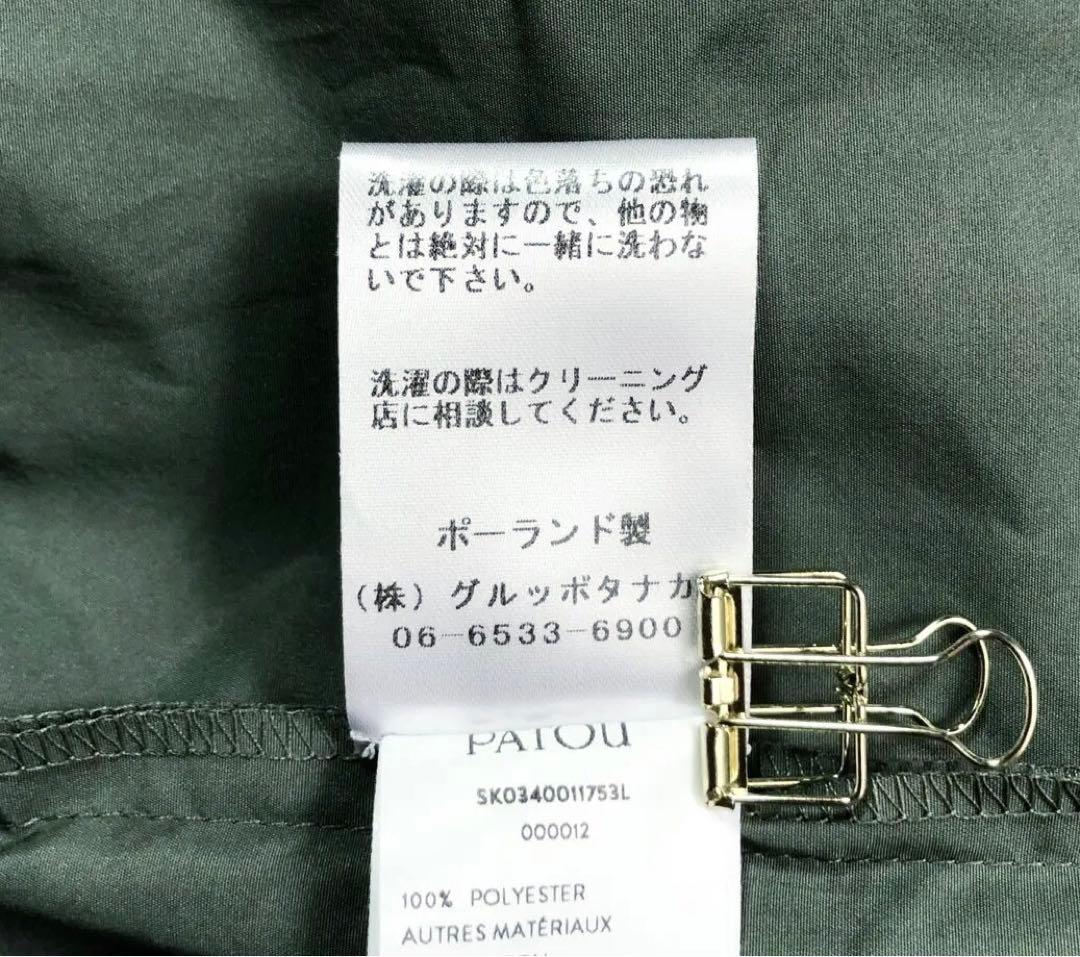 洗濯の際は色落ちの恐れ
がありますので、他の物
とは絶対に一緒に洗わな
いで下さい。
洗濯の際はクリーニング
店に相談してください。
ポーランド製
(株)グルッポタナカ
06-6533-6900
PATOU
SK0340011753L
000012
100% POLYESTER
AUTRES MATÉRIAUX